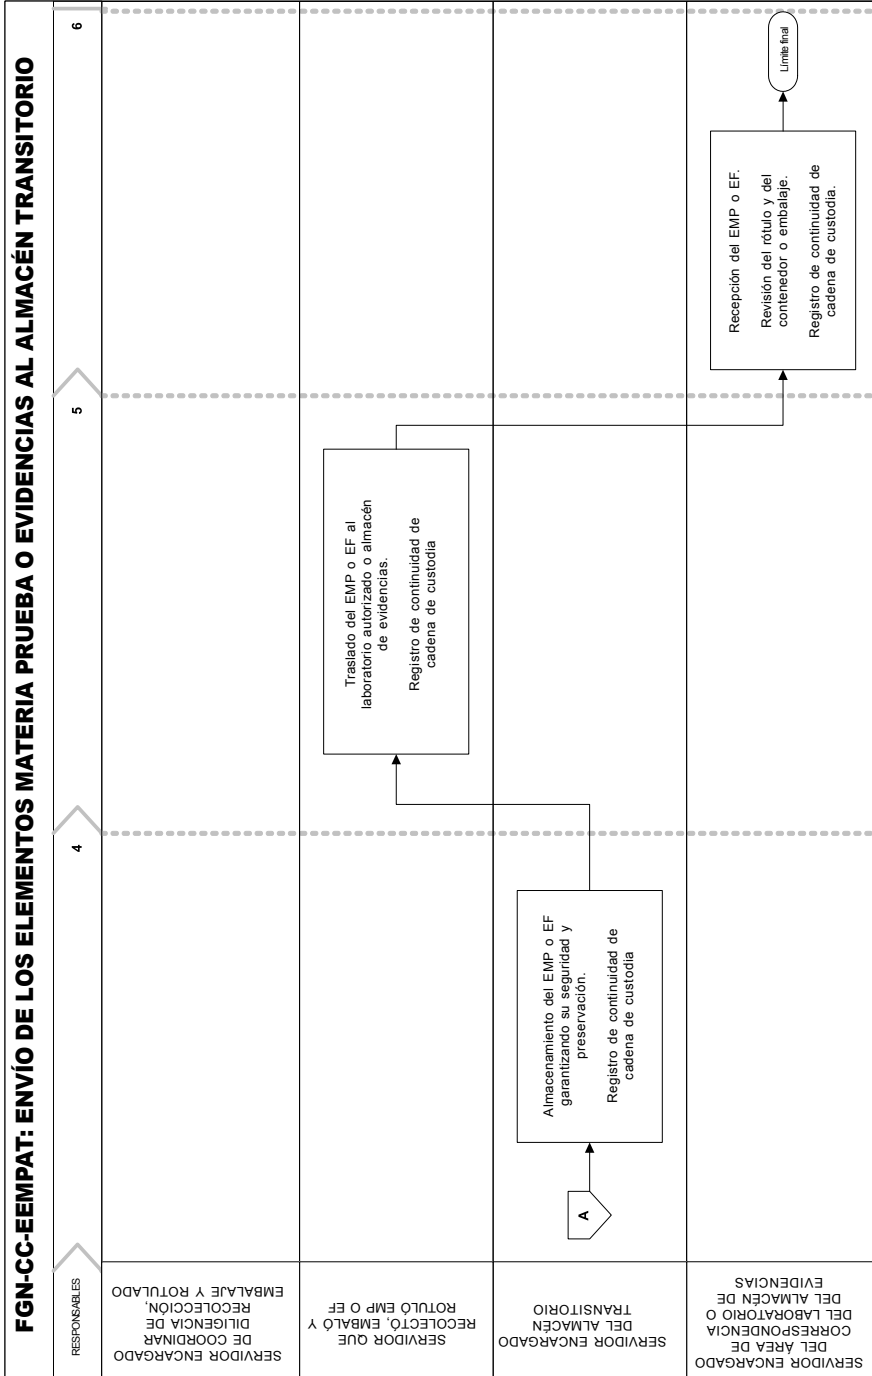 FGN-CC-EEMPAT: ENVÍO DE LOS ELEMENTOS MATERIA PRUEBA O EVIDENCIAS AL ALMACÉN TRANSITORIO
RESPONSABLES
4
5
6
SERVIDOR ENCARGADO
DE COORDINAR
DILIGENCIA DE
RECOLECCIÓN,
EMBALAJE Y ROTULADO
SERVIDOR QUE
RECOLECTÓ, EMBALÓ Y
ROTULÓ EMP O EF
Traslado del EMP o EF al
laboratorio autorizado o almacén
de evidencias.
Registro de continuidad de
cadena de custodia
SERVIDOR ENCARGADO
DEL ALMACÉN
TRANSITORIO
A
Almacenamiento del EMP o EF
garantizando su seguridad y
preservación.
Registro de continuidad de
cadena de custodia
SERVIDOR ENCARGADO
DEL ÁREA DE
CORRESPONDENCIA
DEL LABORATORIO O
DEL ALMACÉN DE
EVIDENCIAS
Recepción del EMP o EF.
Revisión del rótulo y del
contenedor o embalaje.
Registro de continuidad de
cadena de custodia.
Límite final